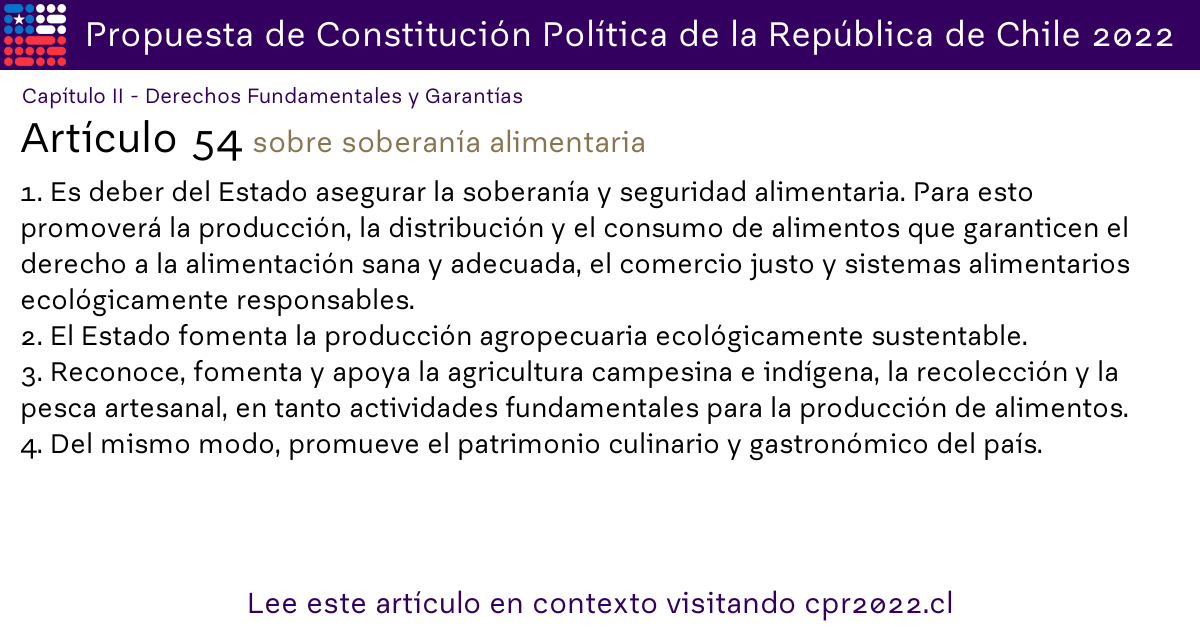 Propuesta de Constitución Política de la República de Chile 2022
Capítulo II - Derechos Fundamentales y Garantías
Artículo 54 sobre soberanía alimentaria
1. Es deber del Estado asegurar la soberanía y seguridad alimentaria. Para esto
promoverá la producción, la distribución y el consumo de alimentos que garanticen el
derecho a la alimentación sana y adecuada, el comercio justo y sistemas alimentarios
ecológicamente responsables.
2. El Estado fomenta la producción agropecuaria ecológicamente sustentable.
3. Reconoce, fomenta y apoya la agricultura campesina e indígena, la recolección y la
pesca artesanal, en tanto actividades fundamentales para la producción de alimentos.
4. Del mismo modo, promueve el patrimonio culinario y gastronómico del país.
Lee este artículo en contexto visitando cpr2022.cl